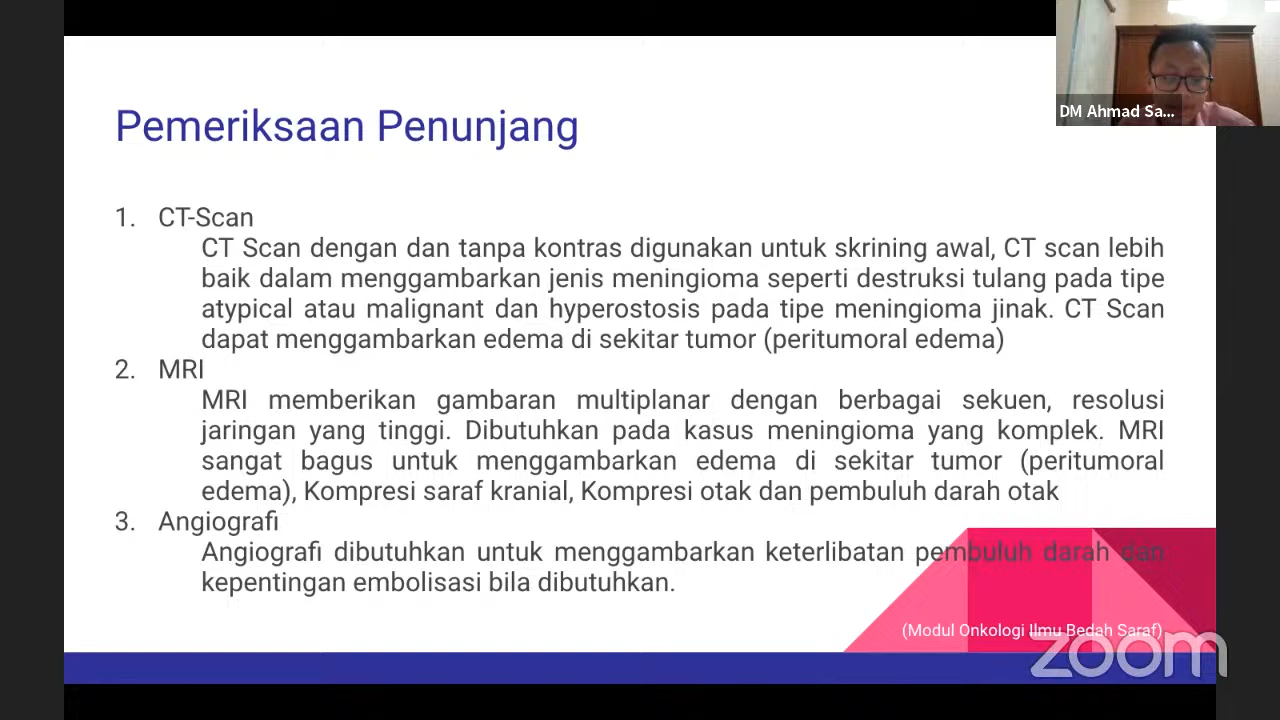 DM Ahmad Sa...
Pemeriksaan Penunjang
1. CT-Scan
CT Scan dengan dan tanpa kontras digunakan untuk skrining awal, CT scan lebih
baik dalam menggambarkan jenis meningioma seperti destruksi tulang pada tipe
atypical atau malignant dan hyperostosis pada tipe meningioma jinak. CT Scan
dapat menggambarkan edema di sekitar tumor (peritumoral edema)
2. MRI
MRI memberikan gambaran multiplanar dengan berbagai sekuen, resolusi
jaringan yang tinggi. Dibutuhkan pada kasus meningioma yang komplek. MRI
sangat bagus untuk menggambarkan edema di sekitar tumor (peritumoral
edema), Kompresi saraf kranial, Kompresi otak dan pembuluh darah otak
3. Angiografi
Angiografi dibutuhkan untuk menggambarkan keterlibatan pembuluh darah dan
kepentingan embolisasi bila dibutuhkan.
(Modul Onkologi Ilmu Bedah Saraf)
zoom